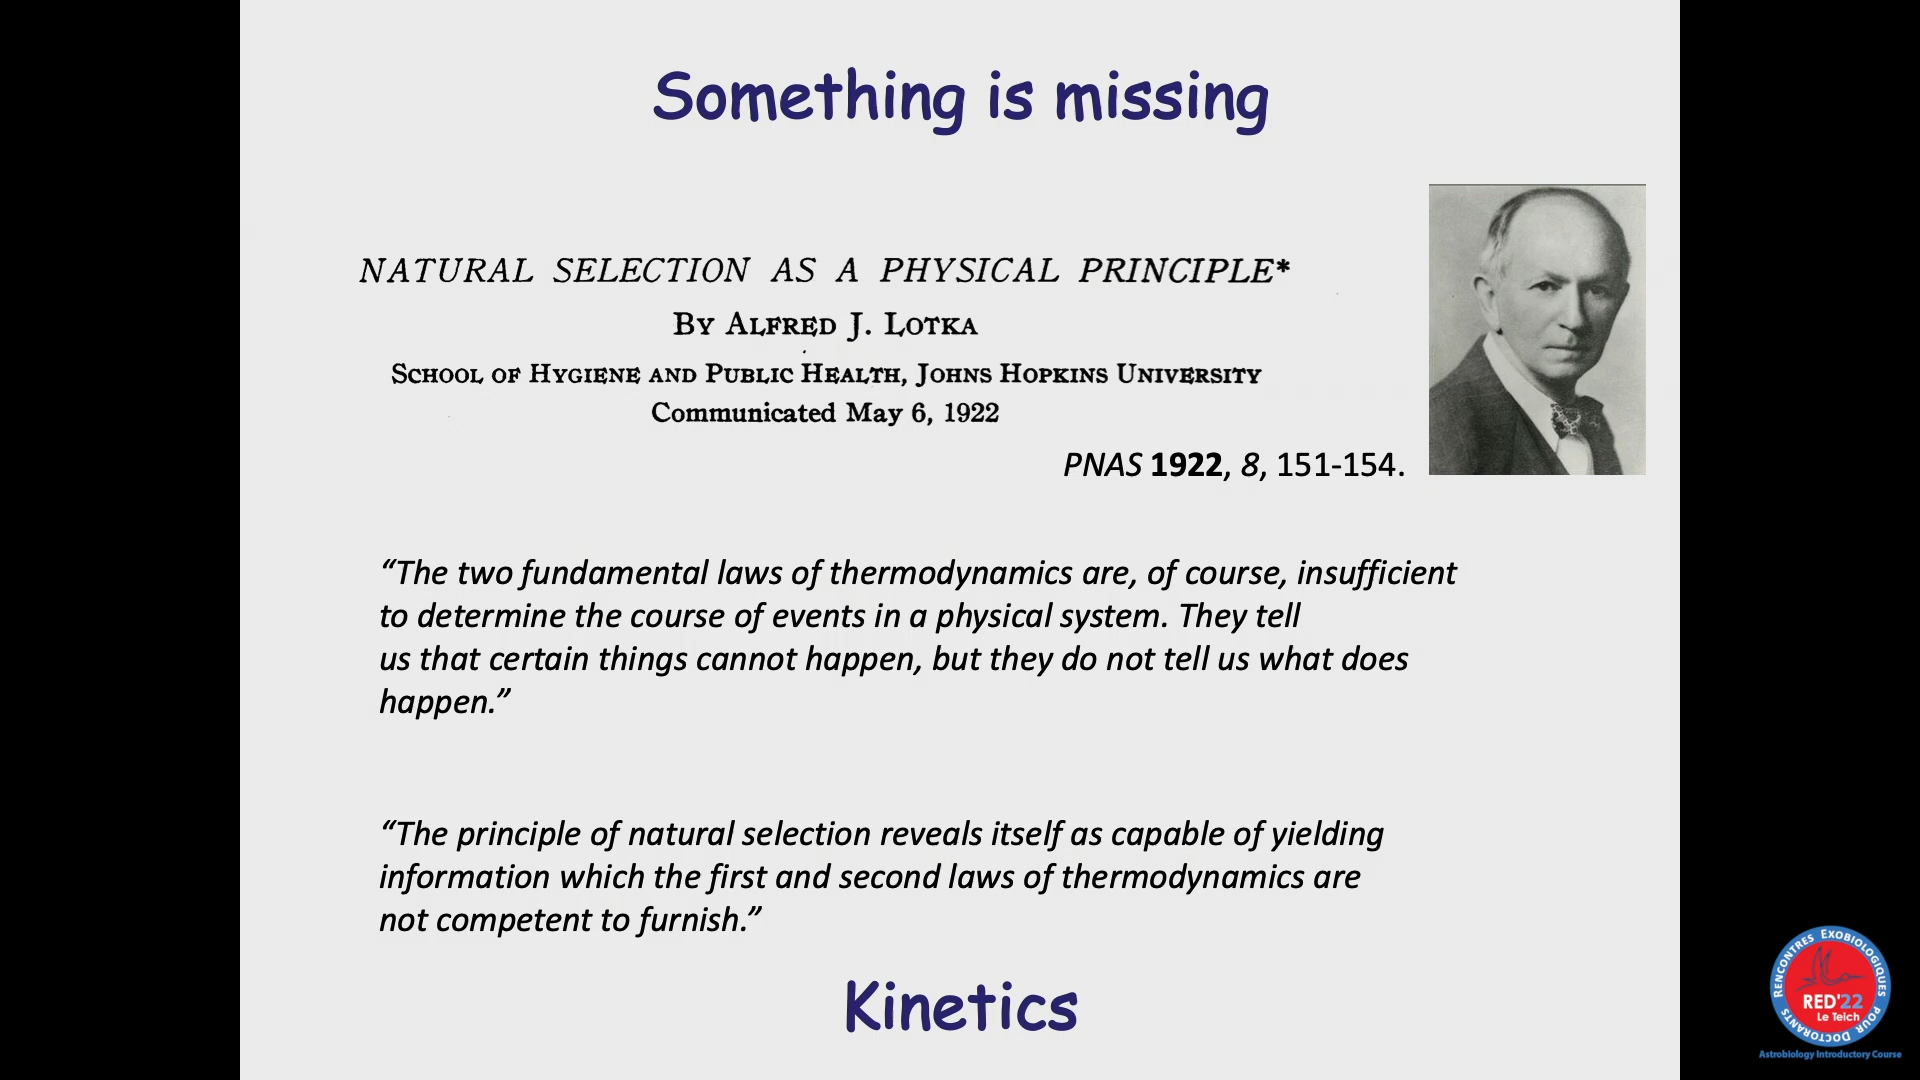 Something is missing
NATURAL SELECTION AS A PHYSICAL PRINCIPLE*
By Alfred J. Lotka
School of Hygiene and Public Health, Johns Hopkins University
Communicated May 6, 1922
PNAS 1922, 8, 151-154.
“The two fundamental laws of thermodynamics are, of course, insufficient
to determine the course of events in a physical system. They tell
us that certain things cannot happen, but they do not tell us what does
happen.”
“The principle of natural selection reveals itself as capable of yielding
information which the first and second laws of thermodynamics are
not competent to furnish.”
Kinetics
Rencontres Exobiologiques pour Doctorants
RED'22
Le Teich
Astrobiology Introductory Course